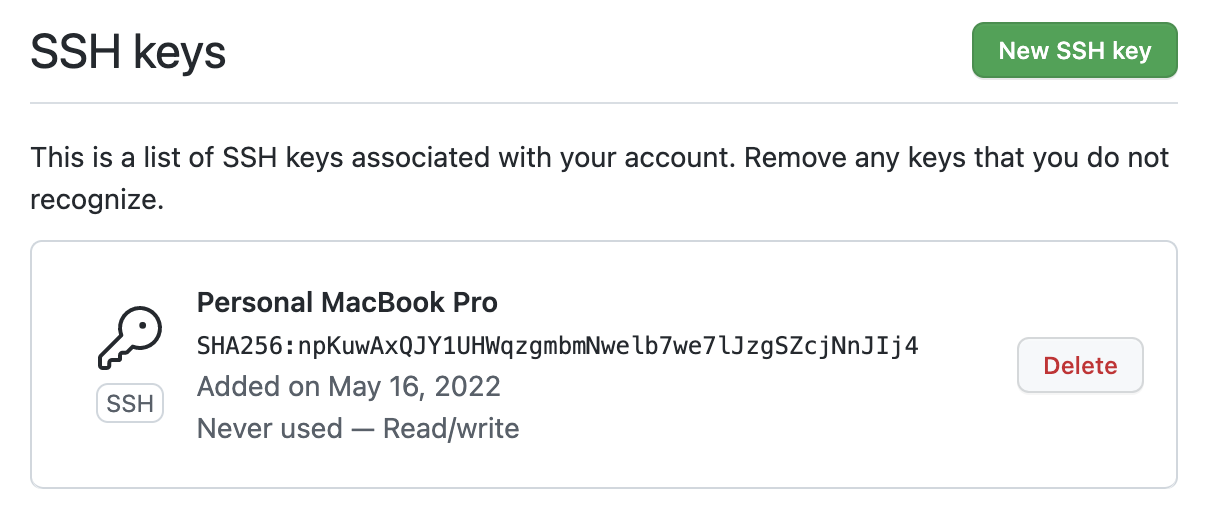 SSH keys
New SSH key
This is a list of SSH keys associated with your account. Remove any keys that you do not
recognize.
Personal MacBook Pro
SHA256:npKuwAxQJY1UHWqzgmbmNwelb7we7lJzgSZcjNnJIj4
Added on May 16, 2022
Never used — Read/write
SSH
Delete